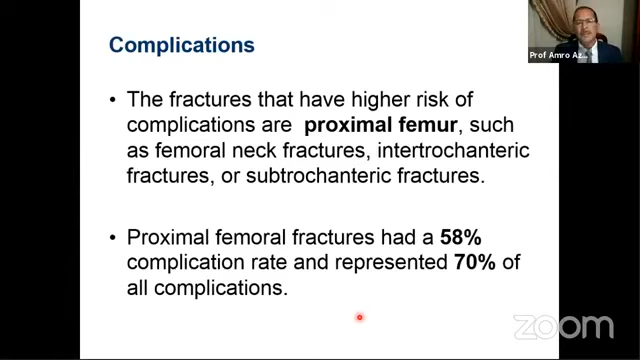 Complications
• The fractures that have higher risk of
complications are proximal femur, such
as femoral neck fractures, intertrochanteric
fractures, or subtrochanteric fractures.
• Proximal femoral fractures had a 58%
complication rate and represented 70% of
all complications.
Prof Amro Az...
zoom